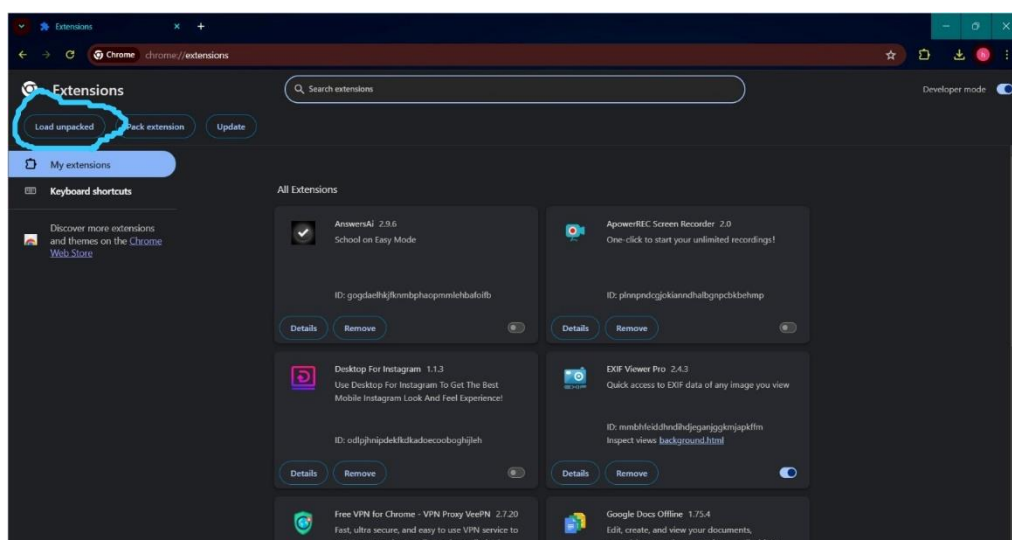 Extensions
Chrome chrome://extensions
Extensions
Search extensions
Developer mode
Load unpacked
Pack extension
Update
My extensions
Keyboard shortcuts
Discover more extensions
and themes on the Chrome
Web Store
All Extensions
AnswersAi 2.9.6
School on Easy Mode
ID: gogdaelhkjfknmbphaopmmlehbafoifb
Details Remove
ApowerREC Screen Recorder 2.0
One-click to start your unlimited recordings!
ID: plnnpndcgjokianndhalbgnpcbkbehmp
Details Remove
Desktop For Instagram 1.1.3
Use Desktop For Instagram To Get The Best
Mobile Instagram Look And Feel Experience!
ID: odlpjhnipdekfkdkadoecooboghijleh
Details Remove
EXIF Viewer Pro 2.4.3
Quick access to EXIF data of any image you view
ID: mmbhfeiddhndihdjeganjggkmjapkffm
Inspect views background.html
Details Remove
Free VPN for Chrome - VPN Proxy VeePN 2.7.20
Fast, ultra secure, and easy to use VPN service to
Google Docs Offline 1.75.4
Edit, create, and view your documents,